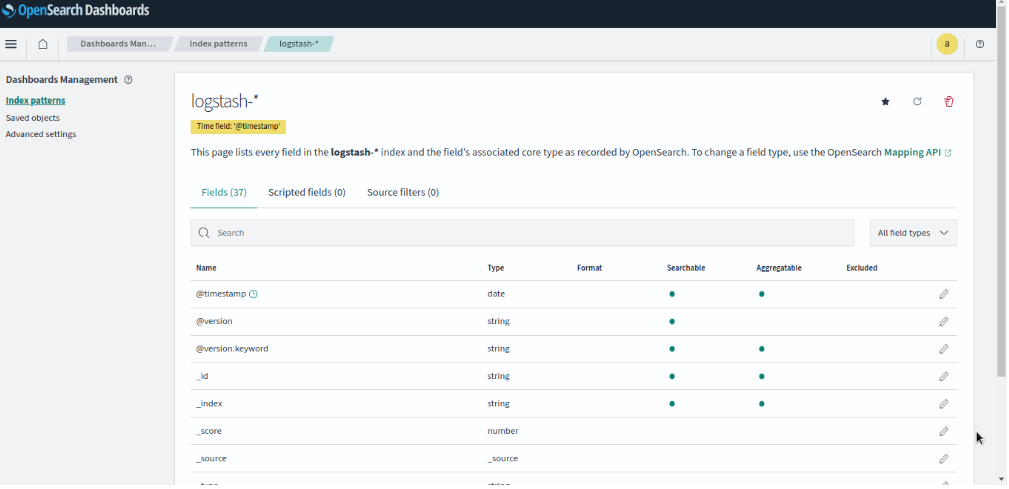 OpenSearch Dashboards
Dashboards Man... Index patterns logstash-* a
Dashboards Management
Index patterns
Saved objects
Advanced settings
logstash-*
Time field: '@timestamp'
This page lists every field in the logstash-* index and the field's associated core type as recorded by OpenSearch. To change a field type, use the OpenSearch Mapping API
Fields (37) Scripted fields (0) Source filters (0)
Search All field types
Name Type Format Searchable Aggregatable Excluded
@timestamp date
@version string
@version.keyword string
_id string
_index string
_score number
_source _source